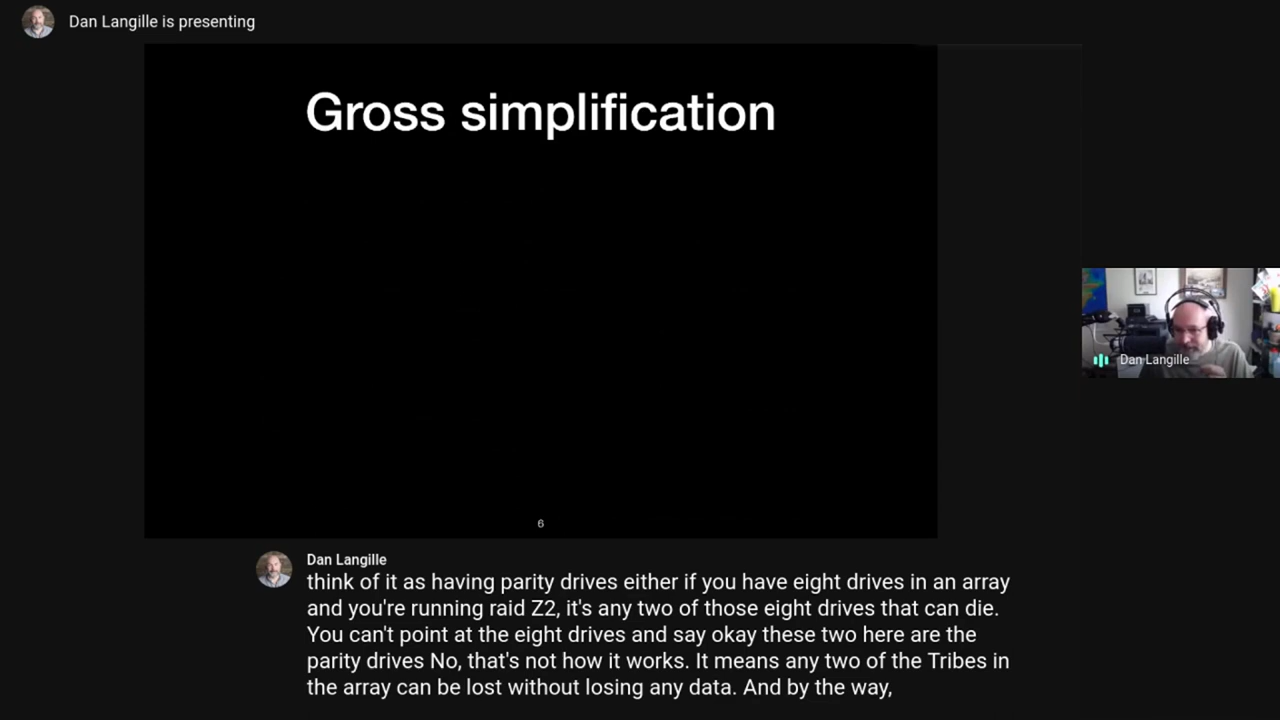 Dan Langille is presenting
Gross simplification
6
Dan Langille
Dan Langille
think of it as having parity drives either if you have eight drives in an array
and you're running raid Z2, it's any two of those eight drives that can die.
You can't point at the eight drives and say okay these two here are the
parity drives No, that's not how it works. It means any two of the Tribes in
the array can be lost without losing any data. And by the way,